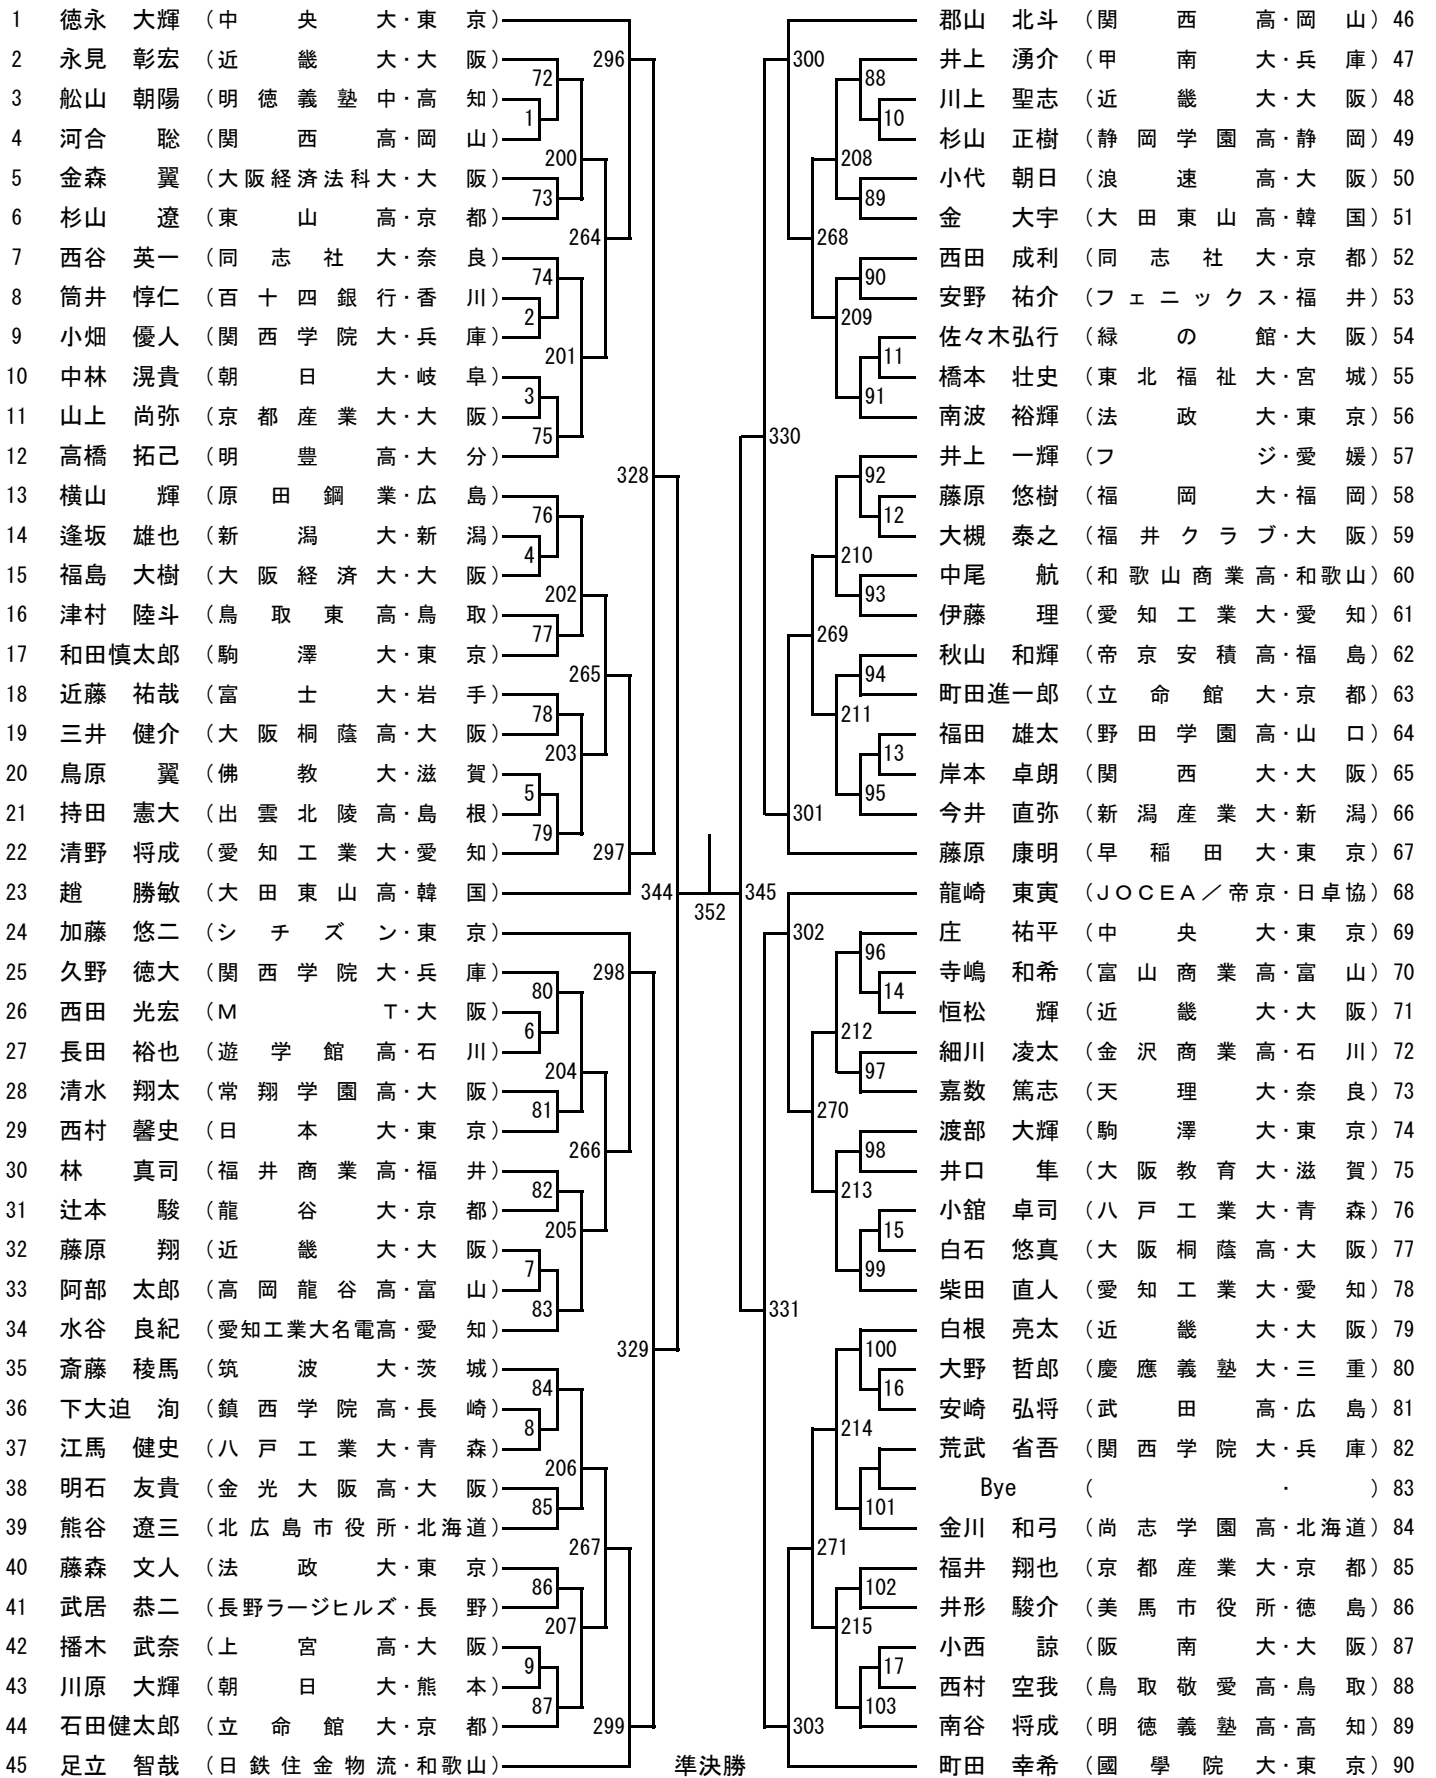 1 徳永 大輝 (中央大・東京)
2 永見 彰宏 (近畿大・大阪)
3 舩山 朝陽 (明徳義塾中・高知)
4 河合 聡 (関西高・岡山)
5 金森 翼 (大阪経済法科大・大阪)
6 杉山 遼 (東山高・京都)
7 西谷 英一 (同志社大・奈良)
8 筒井 惇仁 (百十四銀行・香川)
9 小畑 優人 (関西学院大・兵庫)
10 中林 滉貴 (朝日大・岐阜)
11 山上 尚弥 (京都産業大・大阪)
12 高橋 拓己 (明豊高・大分)
13 横山 輝 (原田鋼業・広島)
14 逢坂 雄也 (新潟大・新潟)
15 福島 大樹 (大阪経済大・大阪)
16 津村 陸斗 (鳥取東高・鳥取)
17 和田慎太郎 (駒澤大・東京)
18 近藤 祐哉 (富士大・岩手)
19 三井 健介 (大阪桐蔭高・大阪)
20 鳥原 翼 (佛教大・滋賀)
21 持田 憲大 (出雲北陵高・島根)
22 清野 将成 (愛知工業大・愛知)
23 趙 勝敏 (大田東山高・韓国)
24 加藤 悠二 (シチズン・東京)
25 久野 徳大 (関西学院大・兵庫)
26 西田 光宏 (MT・大阪)
27 長田 裕也 (遊学館高・石川)
28 清水 翔太 (常翔学園高・大阪)
29 西村 馨史 (日本大・東京)
30 林 真司 (福井商業高・福井)
31 辻本 駿 (龍谷大・京都)
32 藤原 翔 (近畿大・大阪)
33 阿部 太郎 (高岡龍谷高・富山)
34 水谷 良紀 (愛知工業大名電高・愛知)
35 斎藤 稜馬 (筑波大・茨城)
36 下大迫 洵 (鎮西学院高・長崎)
37 江馬 健史 (八戸工業大・青森)
38 明石 友貴 (金光大阪高・大阪)
39 熊谷 遼三 (北広島市役所・北海道)
40 藤森 文人 (法政大・東京)
41 武居 恭二 (長野ラージヒルズ・長野)
42 播木 武奈 (上宮高・大阪)
43 川原 大輝 (朝日大・熊本)
44 石田健太郎 (立命館大・京都)
45 足立 智哉 (日鉄住金物流・和歌山)
1
2
3
4
5
6
7
8
9
72
73
74
75
76
77
78
79
80
81
82
83
84
85
86
87
200
201
202
203
204
205
206
207
264
265
266
267
296
297
298
299
328
329
344
352
準決勝
345
330
331
300
301
302
303
268
269
270
271
208
209
210
211
212
213
214
215
88
89
90
91
92
93
94
95
96
97
98
99
100
101
102
103
10
11
12
13
14
15
16
17
郡山 北斗 (関西高・岡山) 46
井上 湧介 (甲南大・兵庫) 47
川上 聖志 (近畿大・大阪) 48
杉山 正樹 (静岡学園高・静岡) 49
小代 朝日 (浪速高・大阪) 50
金 大宇 (大田東山高・韓国) 51
西田 成利 (同志社大・京都) 52
安野 祐介 (フェニックス・福井) 53
佐々木弘行 (緑の館・大阪) 54
橋本 壮史 (東北福祉大・宮城) 55
南波 裕輝 (法政大・東京) 56
井上 一輝 (フジ・愛媛) 57
藤原 悠樹 (福岡大・福岡) 58
大槻 泰之 (福井クラブ・大阪) 59
中尾 航 (和歌山商業高・和歌山) 60
伊藤 理 (愛知工業大・愛知) 61
秋山 和輝 (帝京安積高・福島) 62
町田進一郎 (立命館大・京都) 63
福田 雄太 (野田学園高・山口) 64
岸本 卓朗 (関西大・大阪) 65
今井 直弥 (新潟産業大・新潟) 66
藤原 康明 (早稲田大・東京) 67
龍崎 東寅 (JOCEA/帝京・日卓協) 68
庄 祐平 (中央大・東京) 69
寺嶋 和希 (富山商業高・富山) 70
恒松 輝 (近畿大・大阪) 71
細川 凌太 (金沢商業高・石川) 72
嘉数 篤志 (天理大・奈良) 73
渡部 大輝 (駒澤大・東京) 74
井口 隼 (大阪教育大・滋賀) 75
小舘 卓司 (八戸工業大・青森) 76
白石 悠真 (大阪桐蔭高・大阪) 77
柴田 直人 (愛知工業大・愛知) 78
白根 亮太 (近畿大・大阪) 79
大野 哲郎 (慶應義塾大・三重) 80
安崎 弘将 (武田高・広島) 81
荒武 省吾 (関西学院大・兵庫) 82
Bye (・) 83
金川 和弓 (尚志学園高・北海道) 84
福井 翔也 (京都産業大・京都) 85
井形 駿介 (美馬市役所・徳島) 86
小西 諒 (阪南大・大阪) 87
西村 空我 (鳥取敬愛高・鳥取) 88
南谷 将成 (明徳義塾高・高知) 89
町田 幸希 (國學院大・東京) 90